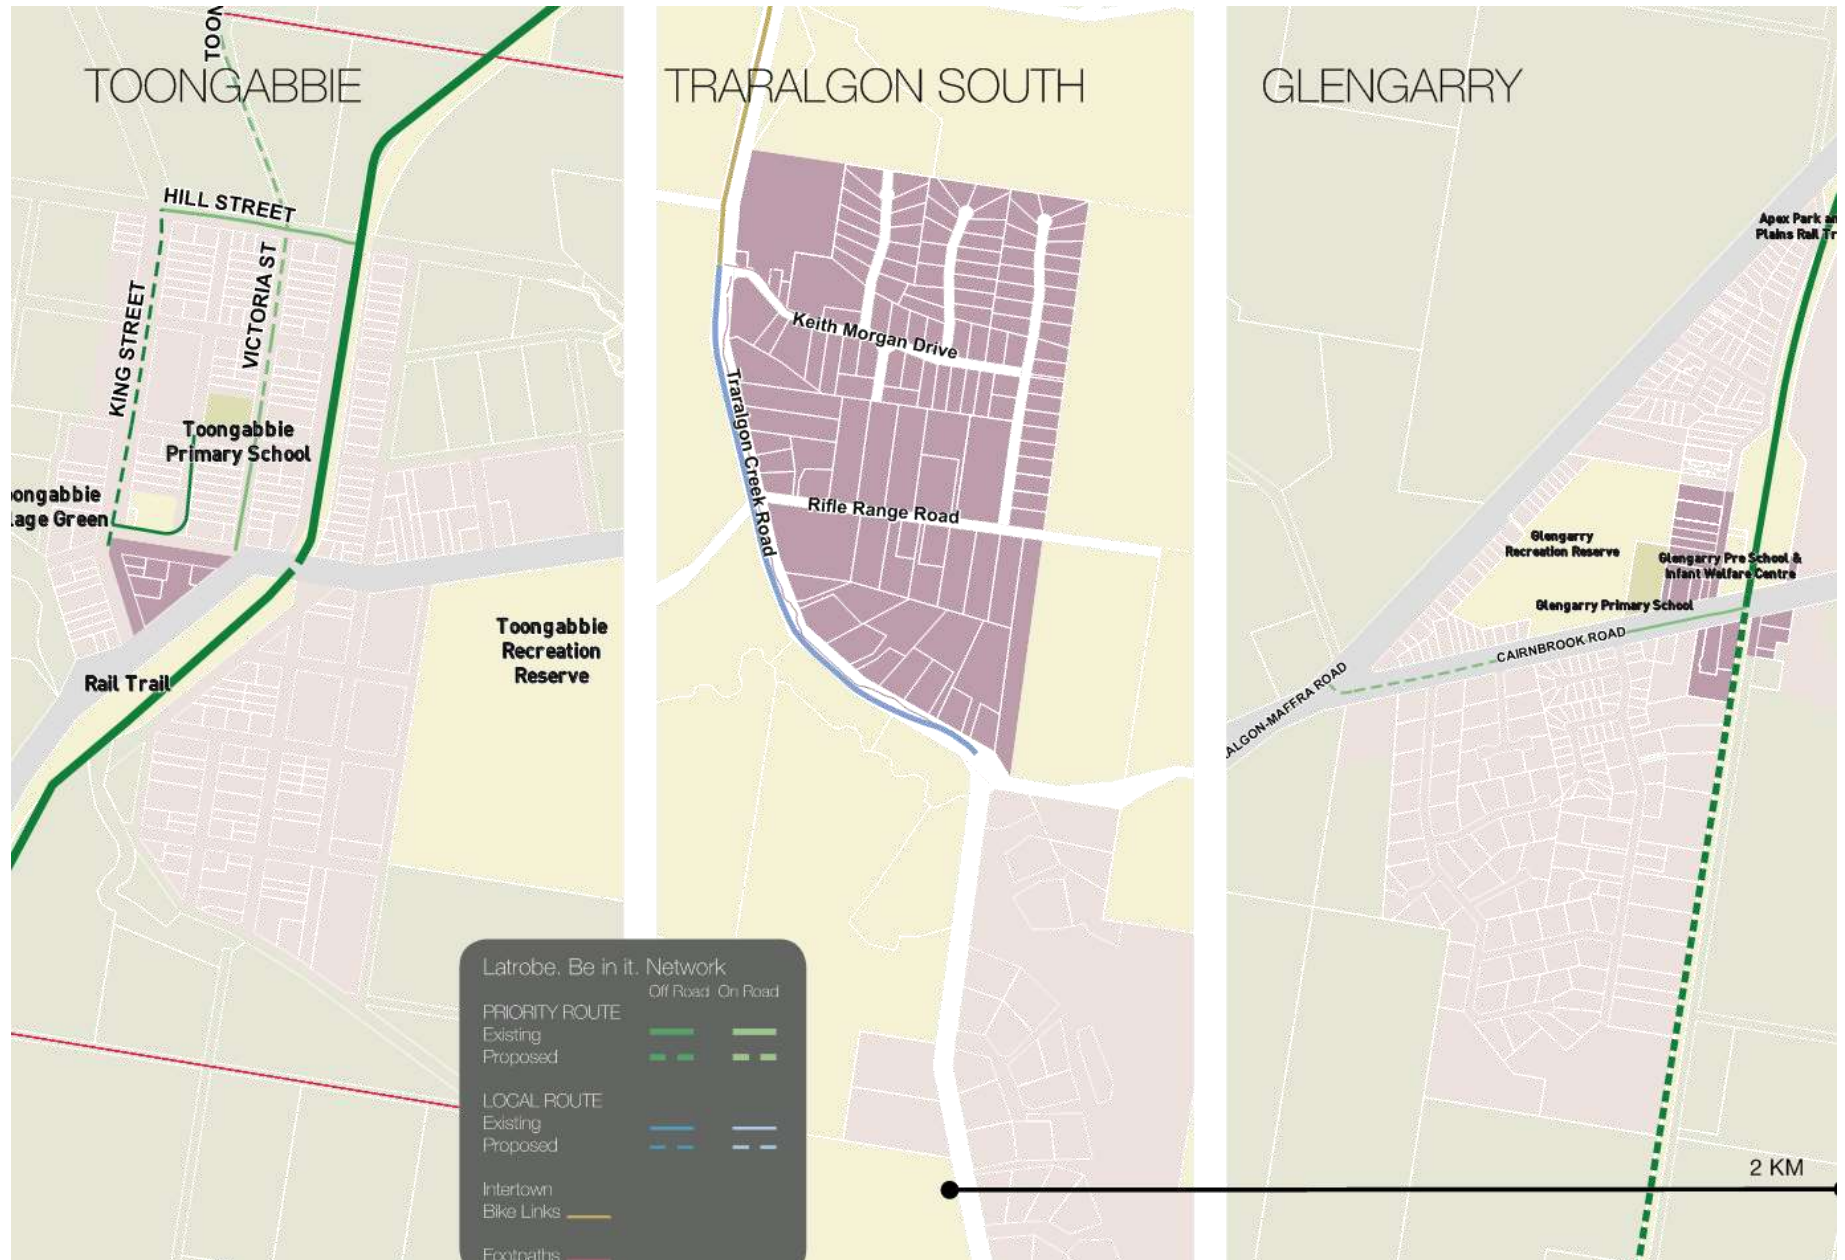 TOON
TOONGABBIE
HILL STREET
VICTORIA ST
KING STREET
Toongabbie
Primary School
oongabbie
lage Green
Rail Trail
Toongabbie
Recreation
Reserve
TRARALGON SOUTH
Keith Morgan Drive
Traralgon Creek Road
Rifle Range Road
GLENGARRY
Apex Park an
Plains Rail Tr
Glengarry
Recreation Reserve
Glengarry Pre School &
Infant Welfare Centre
Glengarry Primary School
CAIRNBROOK ROAD
ALGON-MAFFRA ROAD
Latrobe. Be in it. Network
Off Road On Road
PRIORITY ROUTE
Existing
Proposed
LOCAL ROUTE
Existing
Proposed
Intertown
Bike Links
Footpaths
2 KM